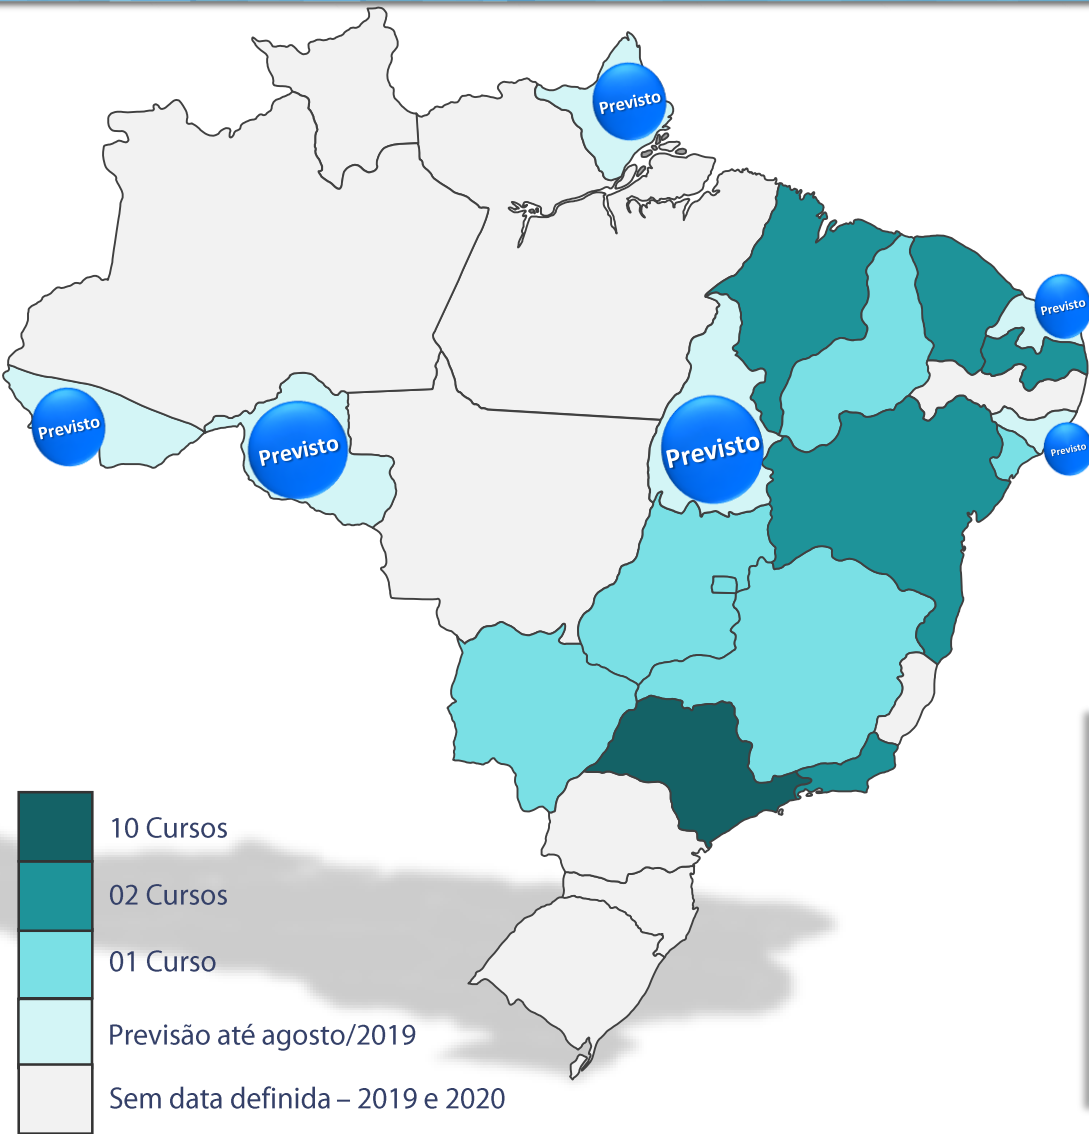 Previsto
Previsto
Previsto
Previsto
Previsto
Previsto
10 Cursos
02 Cursos
01 Curso
Previsão até agosto/2019
Sem data definida – 2019 e 2020